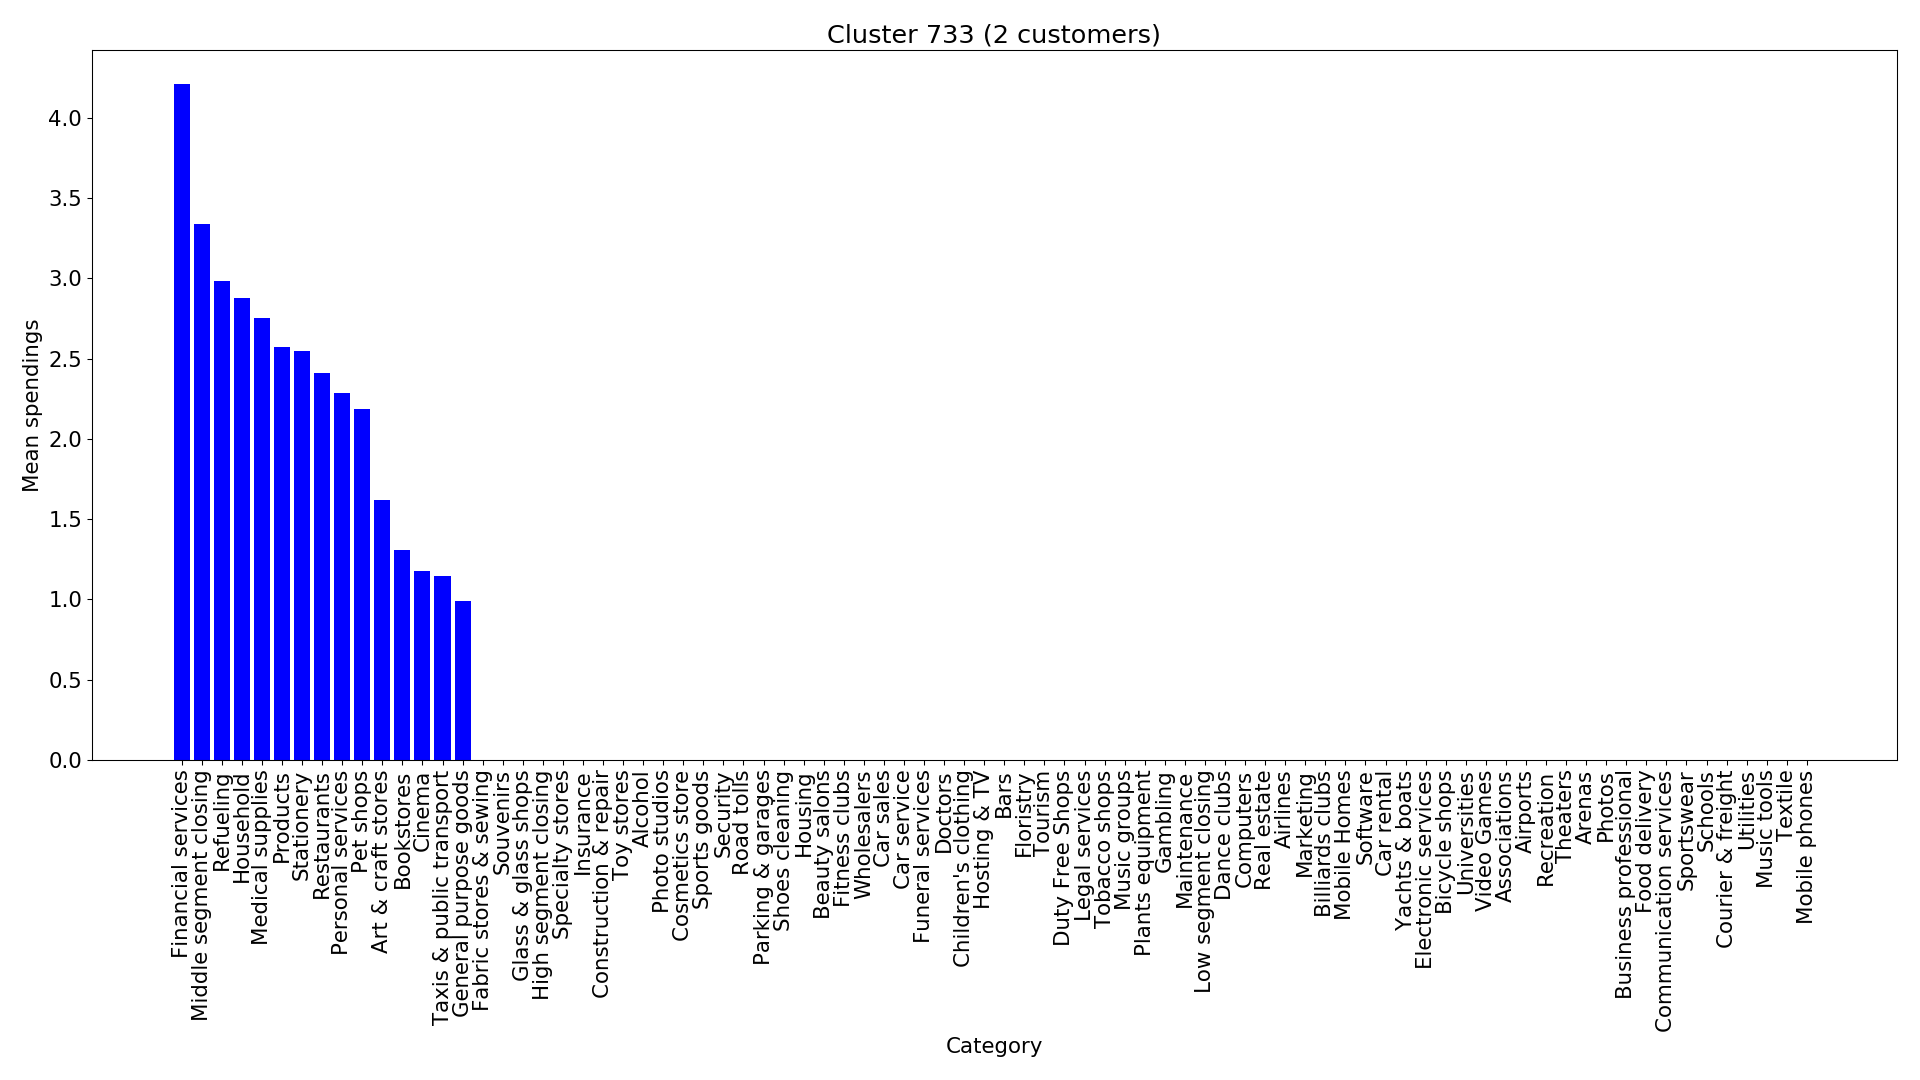 Cluster 733 (2 customers)
Mean spendings
4.0
3.5
3.0
2.5
2.0
1.5
1.0
0.5
0.0
Financial services
Middle segment closing
Refueling
Household
Medical supplies
Products
Stationery
Restaurants
Personal services
Pet shops
Art & craft stores
Bookstores
Cinema
Taxis & public transport
General purpose goods
Fabric stores & sewing
Souvenirs
Glass & glass shops
High segment closing
Specialty stores
Insurance
Construction & repair
Toy stores
Alcohol
Photo studios
Cosmetics store
Sports goods
Security
Road tolls
Parking & garages
Shoes cleaning
Housing
Beauty salons
Fitness clubs
Wholesalers
Car sales
Car service
Funeral services
Doctors
Children's clothing
Hosting & TV
Bars
Floristry
Tourism
Duty Free Shops
Legal services
Tobacco shops
Music groups
Plants equipment
Gambling
Maintenance
Low segment closing
Dance clubs
Computers
Real estate
Airlines
Marketing
Billiards clubs
Mobile Homes
Software
Car rental
Yachts & boats
Electronic services
Bicycle shops
Universities
Video Games
Associations
Airports
Recreation
Theaters
Arenas
Photos
Business professional
Food delivery
Communication services
Sportswear
Schools
Courier & freight
Utilities
Music tools
Textile
Mobile phones
Category